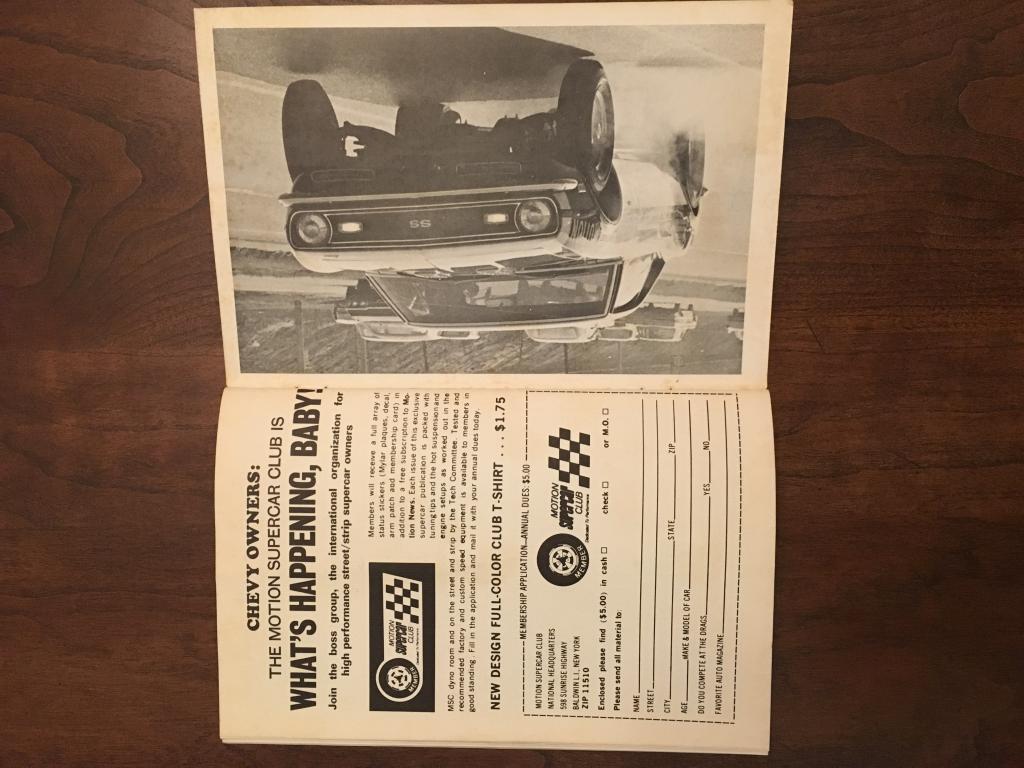 CHEVY OWNERS:
THE MOTION SUPERCAR CLUB IS
WHAT'S HAPPENING, BABY!
Join the boss group, the international organization for
high performance street/strip supercar owners
MEMBER
MOTION
SUPERCAR
CLUB
Members will receive a full array of
status stickers (Mylar plaques, decal,
arm patch and membership card) in
addition to a free subscription to Mo-
tion News. Each issue of this exclusive
supercar publication is packed with
tuning tips and the hot suspension and
engine setups as worked out in the
MSC dyno room and on the street and strip by the Tech Committee. Tested and
recommended factory and custom speed equipment is available to members in
good standing. Fill in the application and mail it with your annual dues today.
NEW DESIGN FULL-COLOR CLUB T-SHIRT . . . $1.75
MEMBERSHIP APPLICATION—ANNUAL DUES: $5.00
MOTION SUPERCAR CLUB
NATIONAL HEADQUARTERS
598 SUNRISE HIGHWAY
BALDWIN L.I., NEW YORK
ZIP 11510
MEMBER
MOTION
SUPERCAR
CLUB
Enclosed please find ($5.00) in cash □ check □ or M.O. □
Please send all material to:
NAME
STREET
CITY STATE ZIP
AGE MAKE & MODEL OF CAR
DO YOU COMPETE AT THE DRAGS YES NO
FAVORITE AUTO MAGAZINE
SS